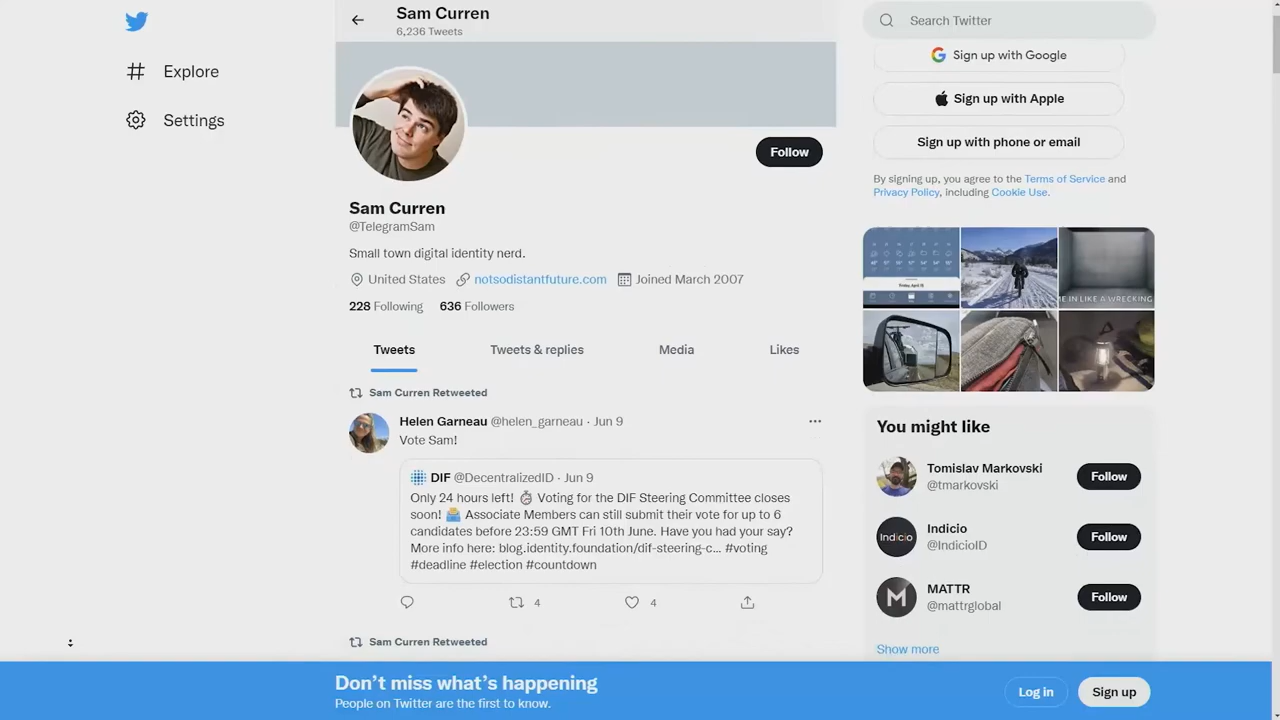 Sam Curren
6,236 Tweets
Search Twitter
Explore
Settings
Sign up with Google
Sign up with Apple
Sign up with phone or email
By signing up, you agree to the Terms of Service and
Privacy Policy, including Cookie Use.
Follow
Sam Curren
@TelegramSam
Small town digital identity nerd.
United States notsodistantfuture.com Joined March 2007
228 Following 636 Followers
Tweets Tweets & replies Media Likes
Sam Curren Retweeted
Helen Garneau @helen_garneau · Jun 9
Vote Sam!
DIF @DecentralizedID · Jun 9
Only 24 hours left! ⏱️ Voting for the DIF Steering Committee closes
soon! 🗳️ Associate Members can still submit their vote for up to 6
candidates before 23:59 GMT Fri 10th June. Have you had your say?
More info here: blog.identity.foundation/dif-steering-c... #voting
#deadline #election #countdown
4 4
Sam Curren Retweeted
Friday, April 15
E IN LIKE A WRECKING
You might like
Tomislav Markovski
@tmarkovski
Follow
Indicio
Indicio
@IndicioID
Follow
M
MATTR
@mattrglobal
Follow
Show more
Don't miss what's happening
People on Twitter are the first to know.
Log in
Sign up